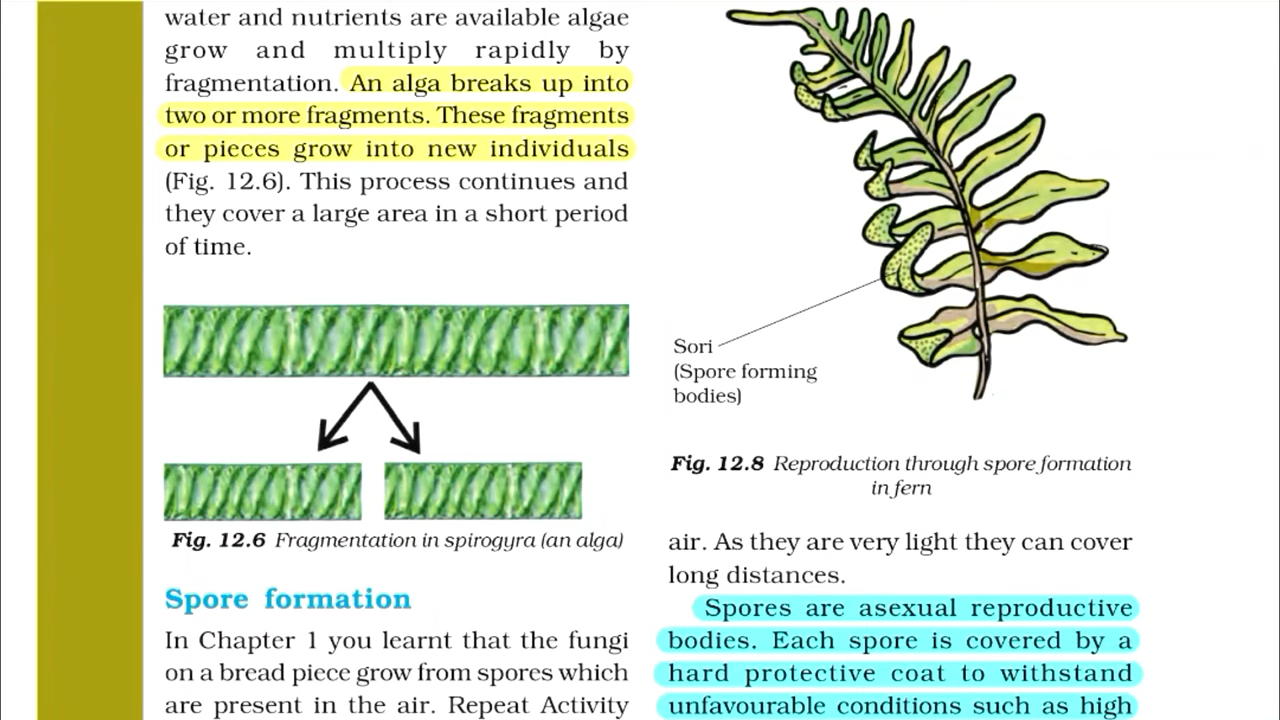 water and nutrients are available algae
grow and multiply rapidly by
fragmentation. An alga breaks up into
two or more fragments. These fragments
or pieces grow into new individuals
(Fig. 12.6). This process continues and
they cover a large area in a short period
of time.
Fig. 12.6 Fragmentation in spirogyra (an alga)
Spore formation
In Chapter 1 you learnt that the fungi
on a bread piece grow from spores which
are present in the air. Repeat Activity
Sori
(Spore forming
bodies)
Fig. 12.8 Reproduction through spore formation
in fern
air. As they are very light they can cover
long distances.
Spores are asexual reproductive
bodies. Each spore is covered by a
hard protective coat to withstand
unfavourable conditions such as high